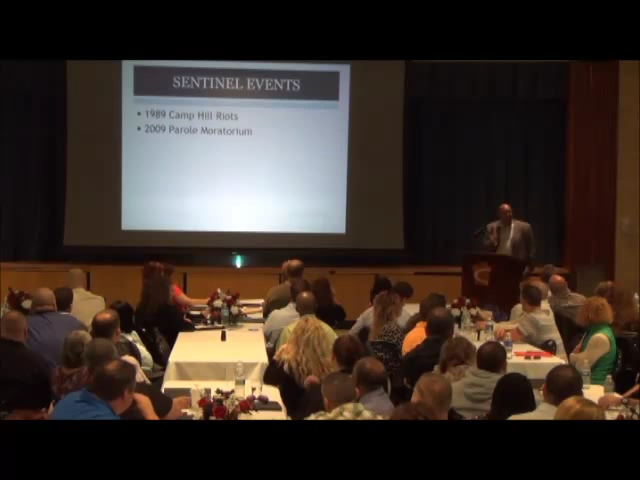 SENTINEL EVENTS
• 1989 Camp Hill Riots
• 2009 Parole Moratorium